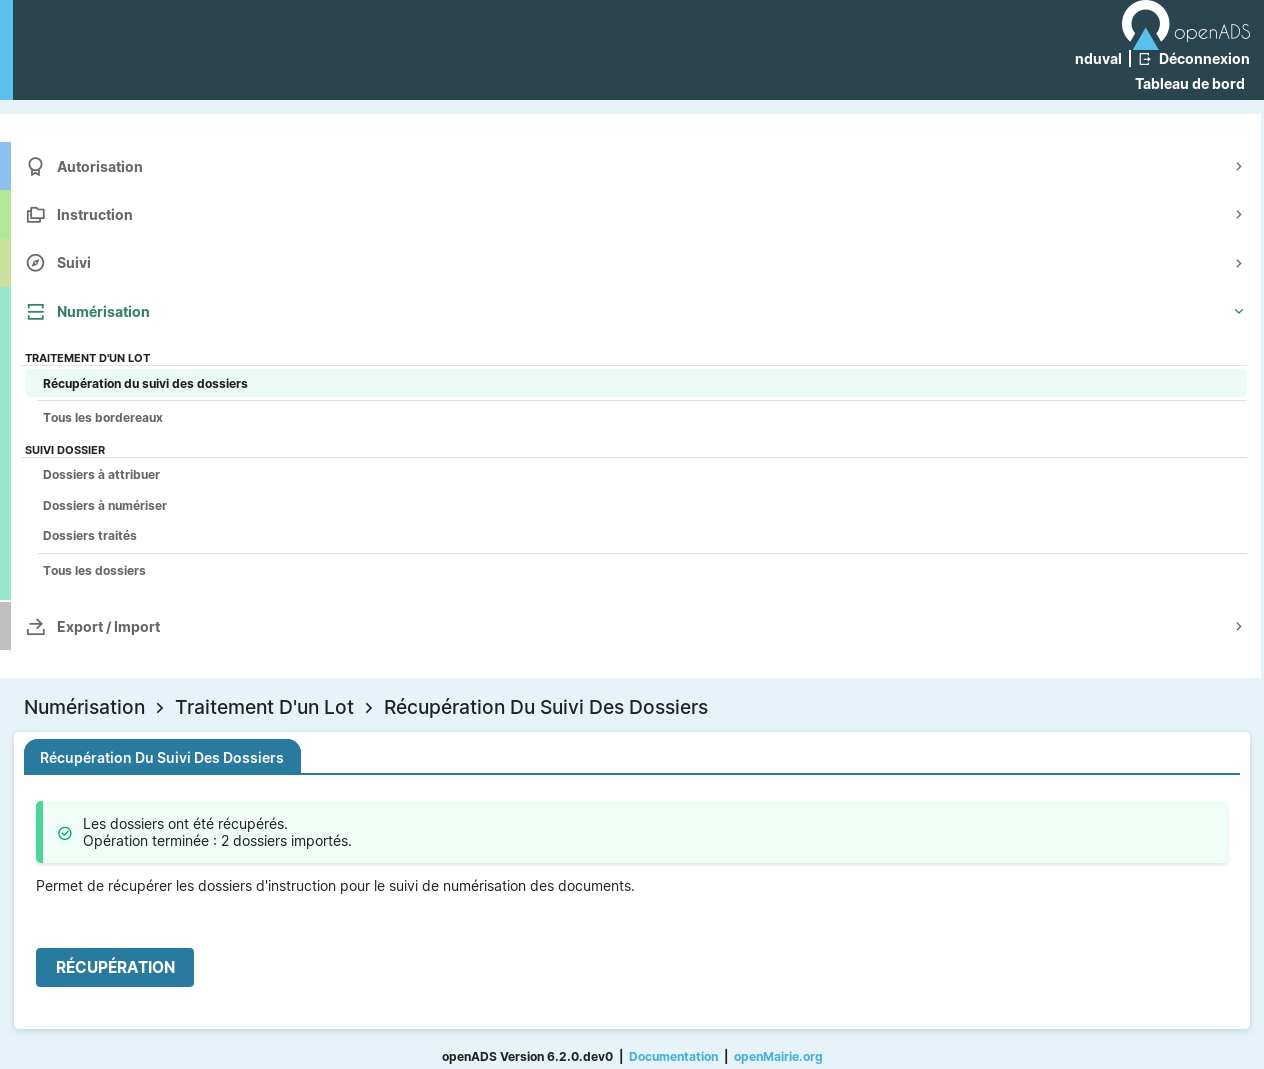 openADS
nduval | Déconnexion
Tableau de bord
Autorisation
Instruction
Suivi
Numérisation
TRAITEMENT D'UN LOT
Récupération du suivi des dossiers
Tous les bordereaux
SUIVI DOSSIER
Dossiers à attribuer
Dossiers à numériser
Dossiers traités
Tous les dossiers
Export / Import
Numérisation > Traitement D'un Lot > Récupération Du Suivi Des Dossiers
Récupération Du Suivi Des Dossiers
Les dossiers ont été récupérés.
Opération terminée : 2 dossiers importés.
Permet de récupérer les dossiers d'instruction pour le suivi de numérisation des documents.
RÉCUPÉRATION
openADS Version 6.2.0.dev0 | Documentation | openMairie.org